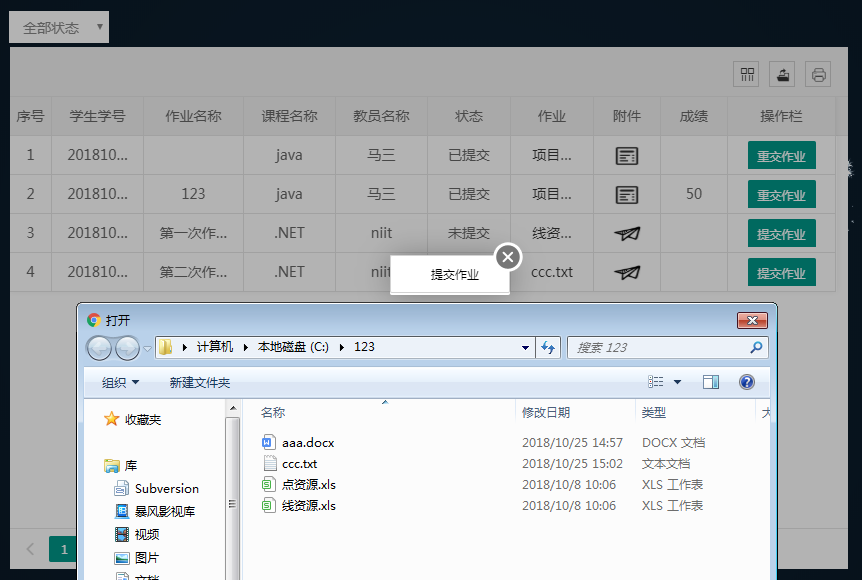 全部状态
序号 学生学号 作业名称 课程名称 教员名称 状态 作业 附件 成绩 操作栏
1 201810... java 马三 已提交 项目... 重交作业
2 201810... 123 java 马三 已提交 项目... 50 重交作业
3 201810... 第一次作... .NET niit 未提交 线资... 提交作业
4 201810... 第二次作... .NET niit ccc.txt 提交作业
提交作业
打开
计算机 本地磁盘 (C:) 123 搜索 123
组织 新建文件夹
收藏夹
库
Subversion
暴风影视库
视频
图片
文档
名称 修改日期 类型
aaa.docx 2018/10/25 14:57 DOCX 文档
ccc.txt 2018/10/25 15:02 文本文档
点资源.xls 2018/10/8 10:06 XLS 工作表
线资源.xls 2018/10/8 10:06 XLS 工作表
1